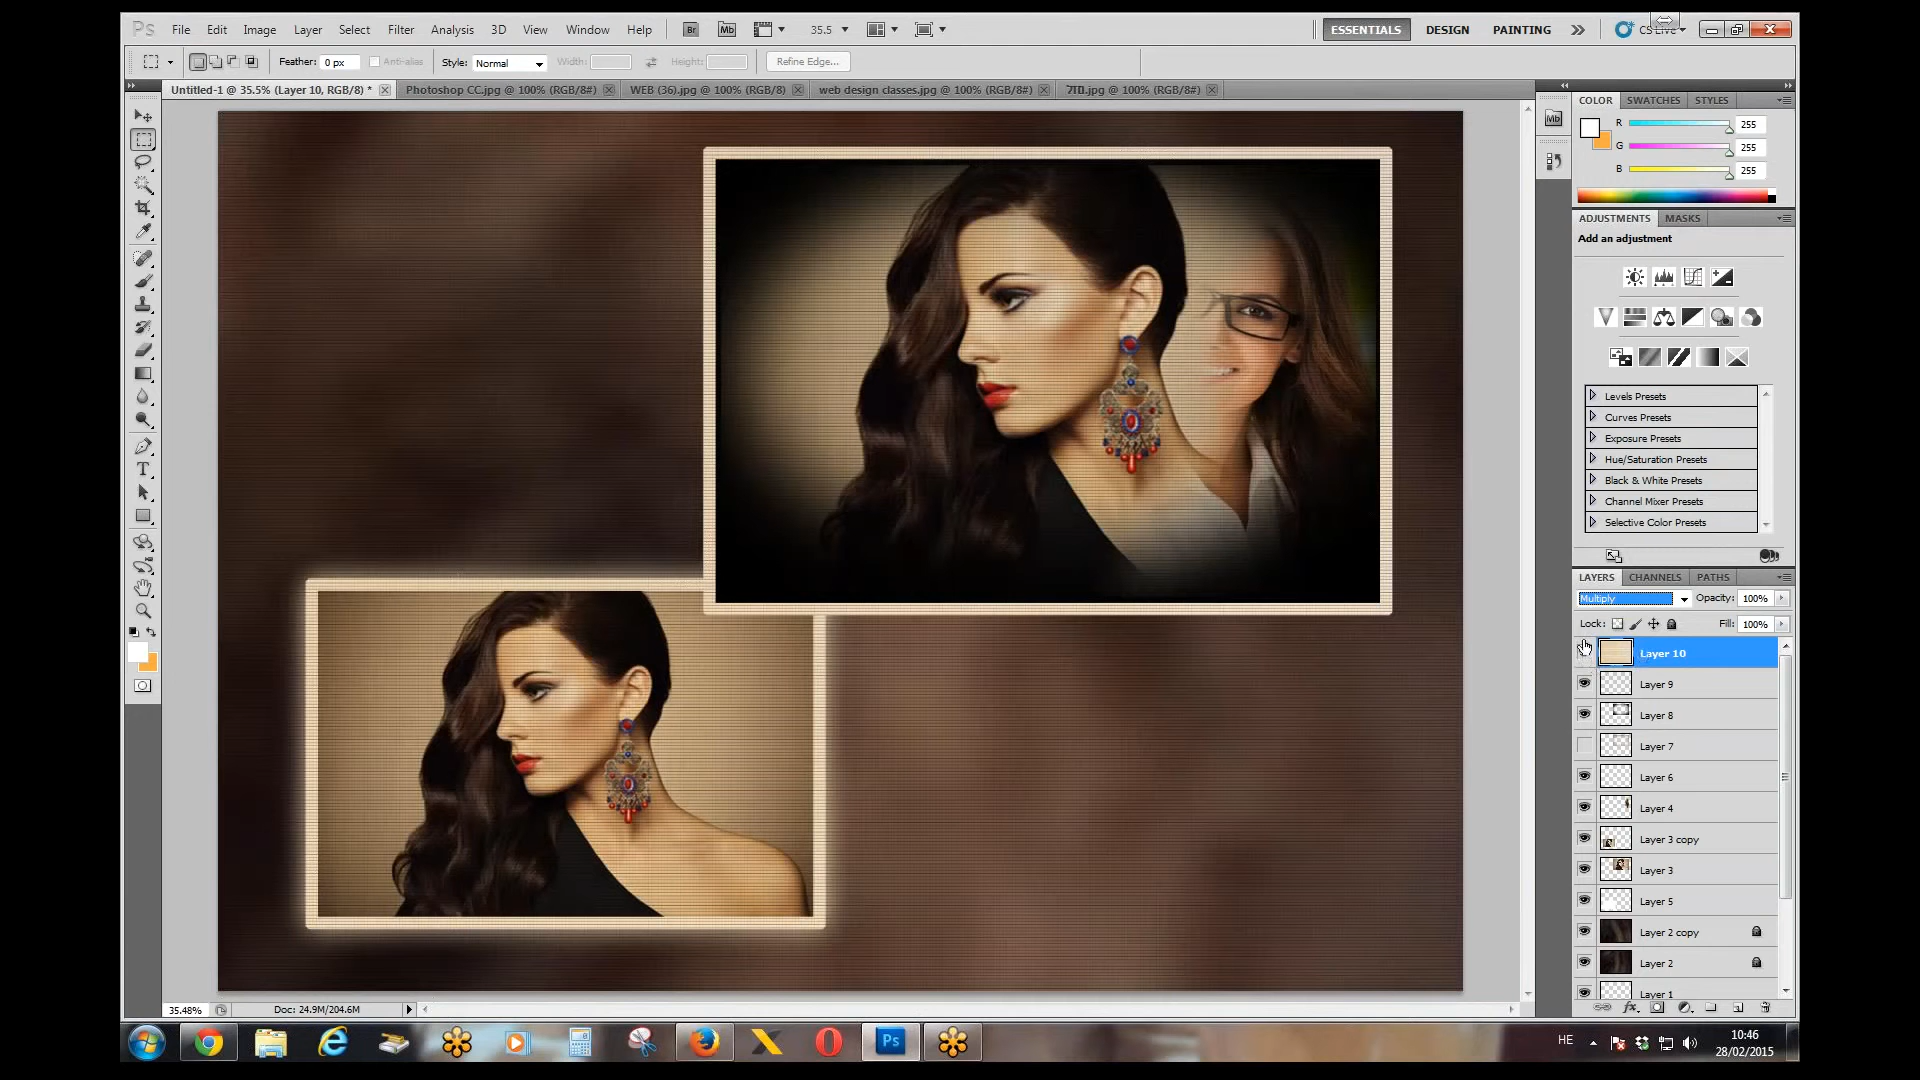 Ps File Edit Image Layer Select Filter Analysis 3D View Window Help Br Mb 35.5 ESSENTIALS DESIGN PAINTING CS Live
Feather: 0 px Anti-alias Style: Normal Width: Height: Refine Edge...
Untitled-1 @ 35.5% (Layer 10, RGB/8) * Photoshop CC.jpg @ 100% (RGB/8#) WEB (36).jpg @ 100% (RGB/8) web design classes.jpg @ 100% (RGB/8#) @ 100% (RGB/8#)
COLOR SWATCHES STYLES
Mb
R 255
G 255
B 255
ADJUSTMENTS MASKS
Add an adjustment
Levels Presets
Curves Presets
Exposure Presets
Hue/Saturation Presets
Black & White Presets
Channel Mixer Presets
Selective Color Presets
LAYERS CHANNELS PATHS
Multiply Opacity: 100%
Lock: Fill: 100%
Layer 10
Layer 9
Layer 8
Layer 7
Layer 6
Layer 4
Layer 3 copy
Layer 3
Layer 5
Layer 2 copy
Layer 2
Layer 1
35.48% Doc: 24.9M/204.6M
fx
Ps HE 10:46
28/02/2015